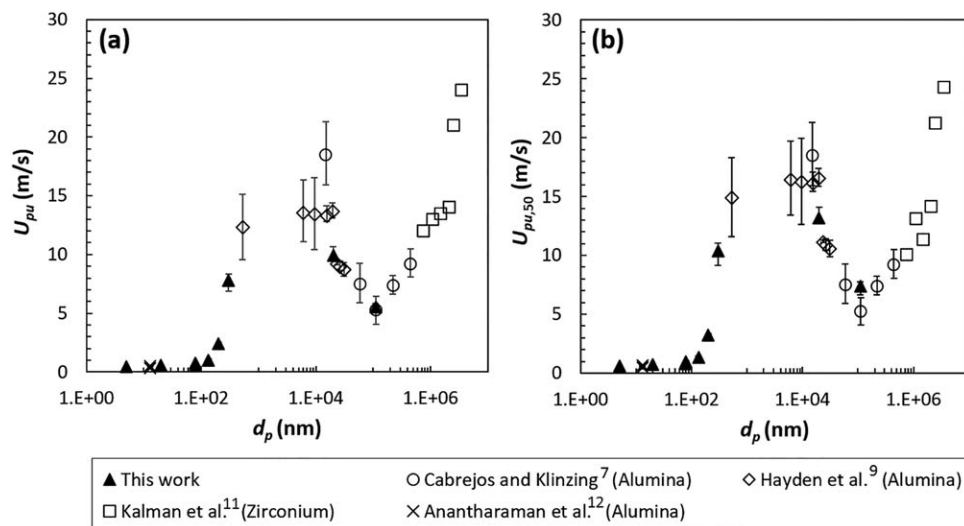 (a)
30
25
20
15
10
5
0
U_pu (m/s)
1.E+00 1.E+02 1.E+04 1.E+06
d_p (nm)
(b)
30
25
20
15
10
5
0
U_pu,50 (m/s)
1.E+00 1.E+02 1.E+04 1.E+06
d_p (nm)
▲ This work ○ Cabrejos and Klinzing⁷ (Alumina) ◇ Hayden et al.⁹ (Alumina)
□ Kalman et al.¹¹ (Zirconium) × Anantharaman et al.¹² (Alumina)